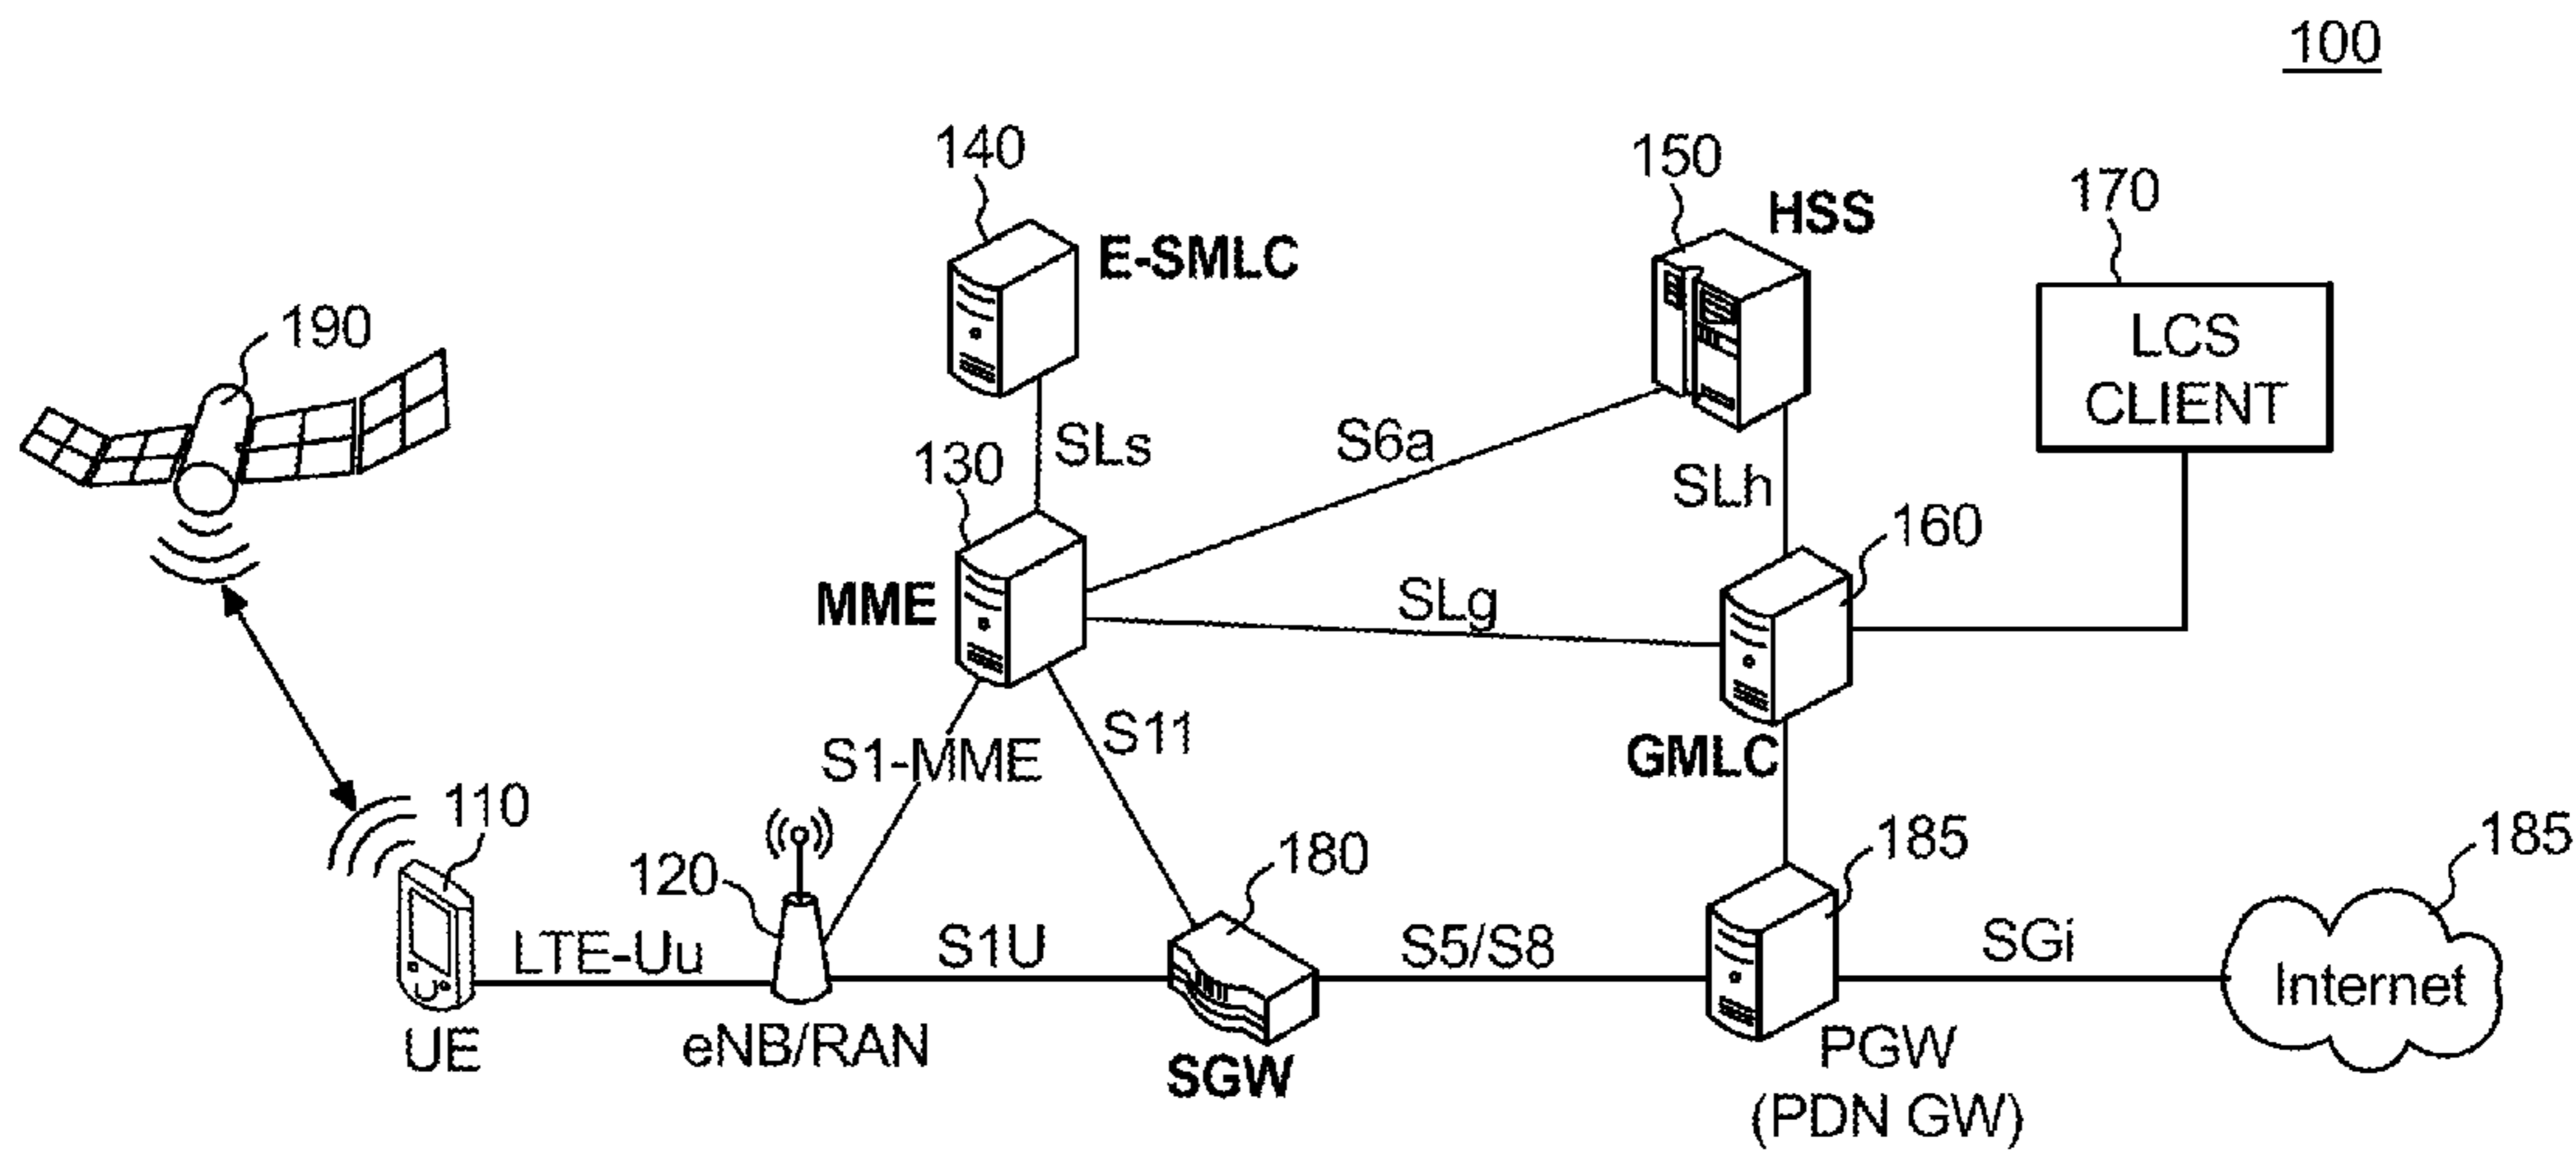 100
140
150
HSS
170
E-SMLC
190
LCS
CLIENT
SLs
S6a
130
SLh
160
MME
SLg
S11
S1-MME
GMLC
110
120
180
185
185
LTE-Uu
S1U
S5/S8
SGi
Internet
UE
eNB/RAN
SGW
PGW
(PDN GW)